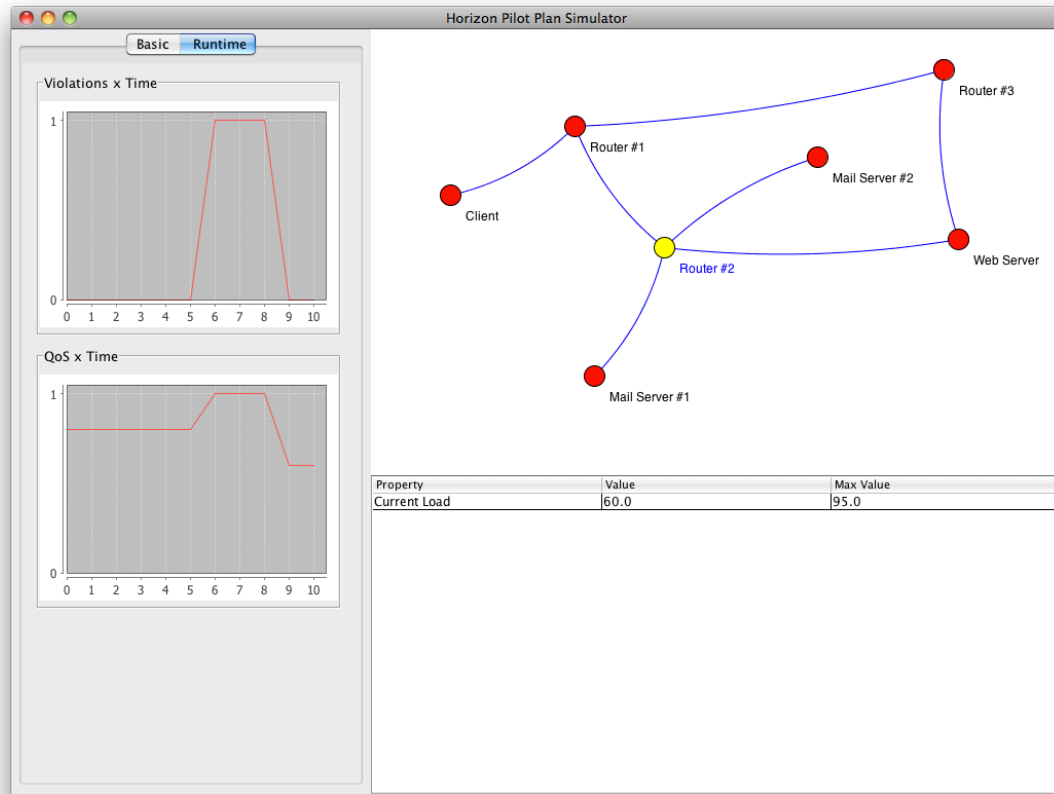 Horizon Pilot Plan Simulator
Basic Runtime
Violations x Time
1
0
0 1 2 3 4 5 6 7 8 9 10
QoS x Time
1
0
0 1 2 3 4 5 6 7 8 9 10
Router #3
Router #1
Mail Server #2
Client
Web Server
Router #2
Mail Server #1
Property Value Max Value
Current Load 60.0 95.0